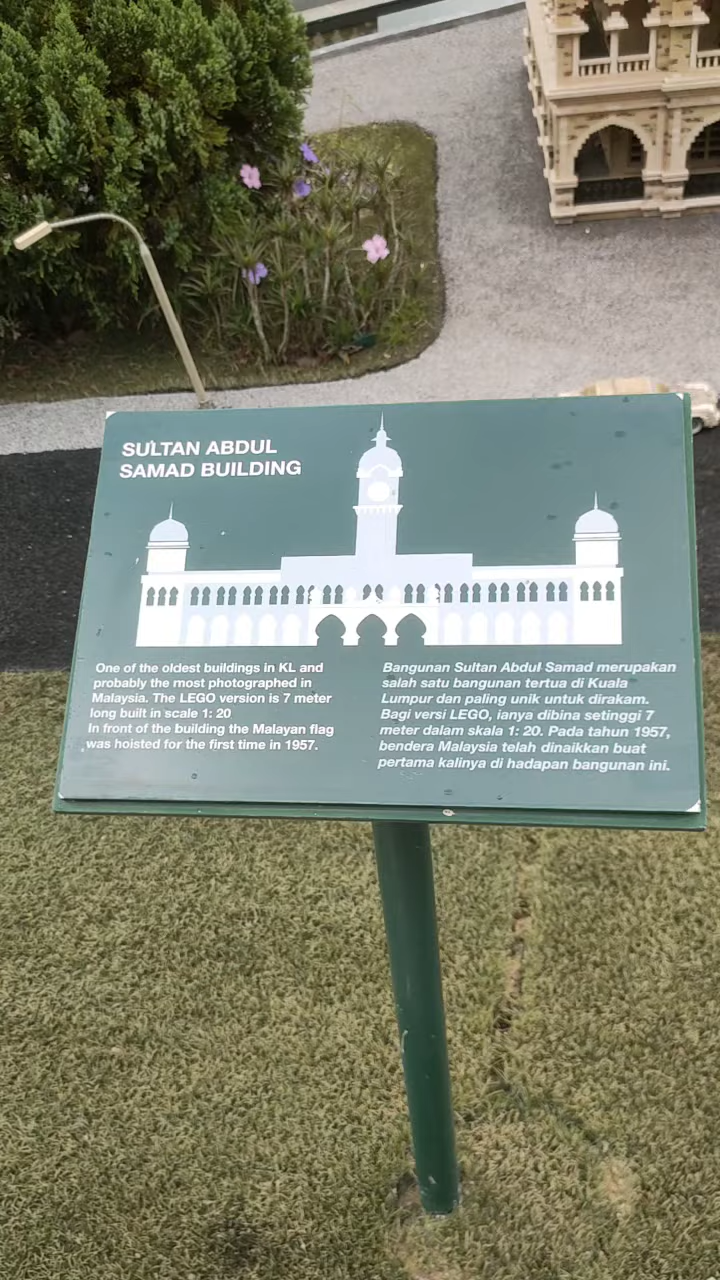 SULTAN ABDUL
SAMAD BUILDING
One of the oldest buildings in KL and
probably the most photographed in
Malaysia. The LEGO version is 7 meter
long built in scale 1: 20
In front of the building the Malayan flag
was hoisted for the first time in 1957.
Bangunan Sultan Abdul Samad merupakan
salah satu bangunan tertua di Kuala
Lumpur dan paling unik untuk dirakam.
Bagi versi LEGO, ianya dibina setinggi 7
meter dalam skala 1: 20. Pada tahun 1957,
bendera Malaysia telah dinaikkan buat
pertama kalinya di hadapan bangunan ini.